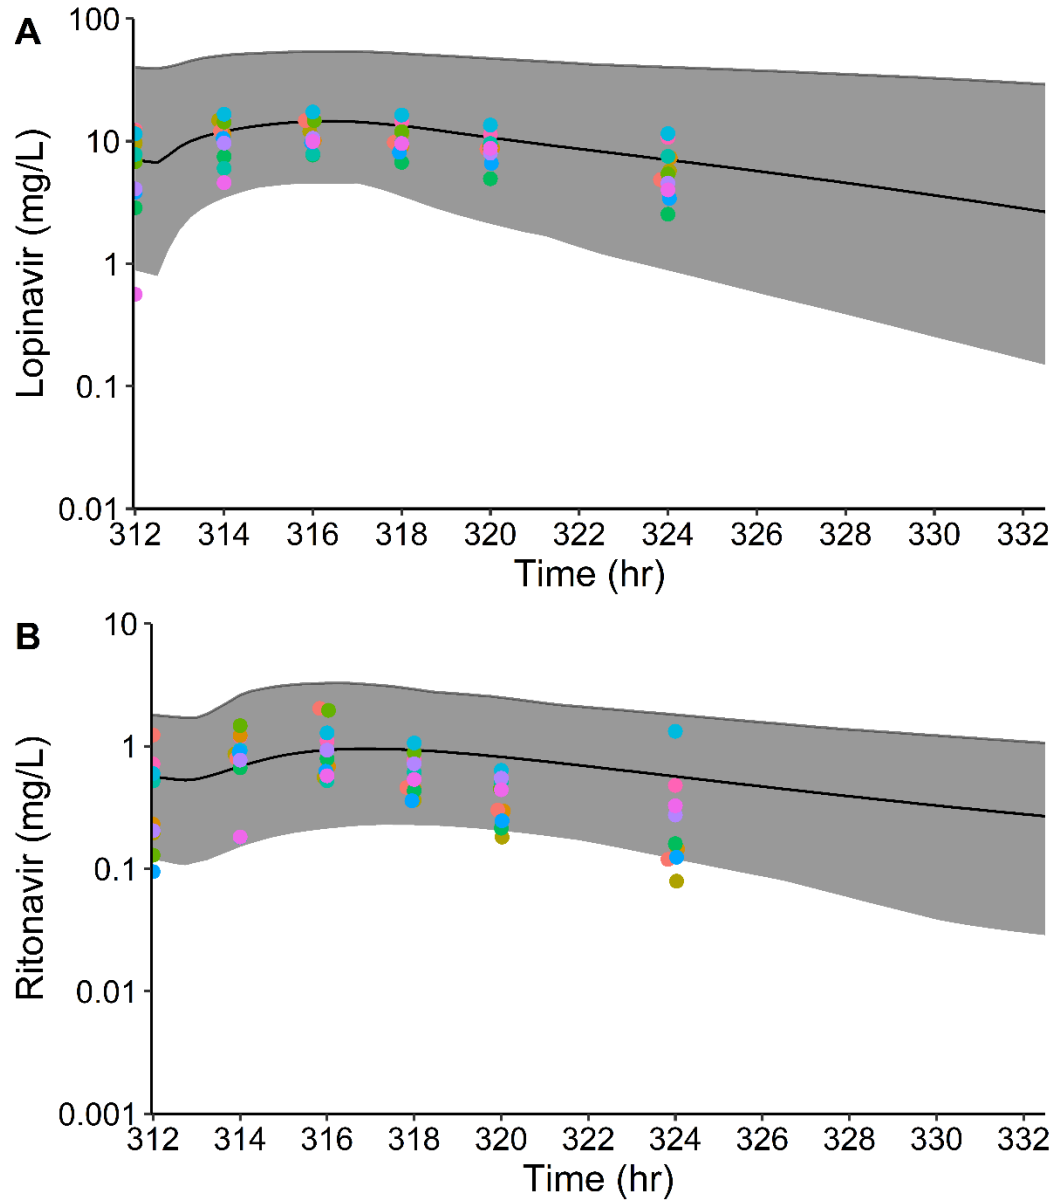 A
Lopinavir (mg/L)
100
10
1
0.1
0.01
312 314 316 318 320 322 324 326 328 330 332
Time (hr)
B
Ritonavir (mg/L)
10
1
0.1
0.01
0.001
312 314 316 318 320 322 324 326 328 330 332
Time (hr)